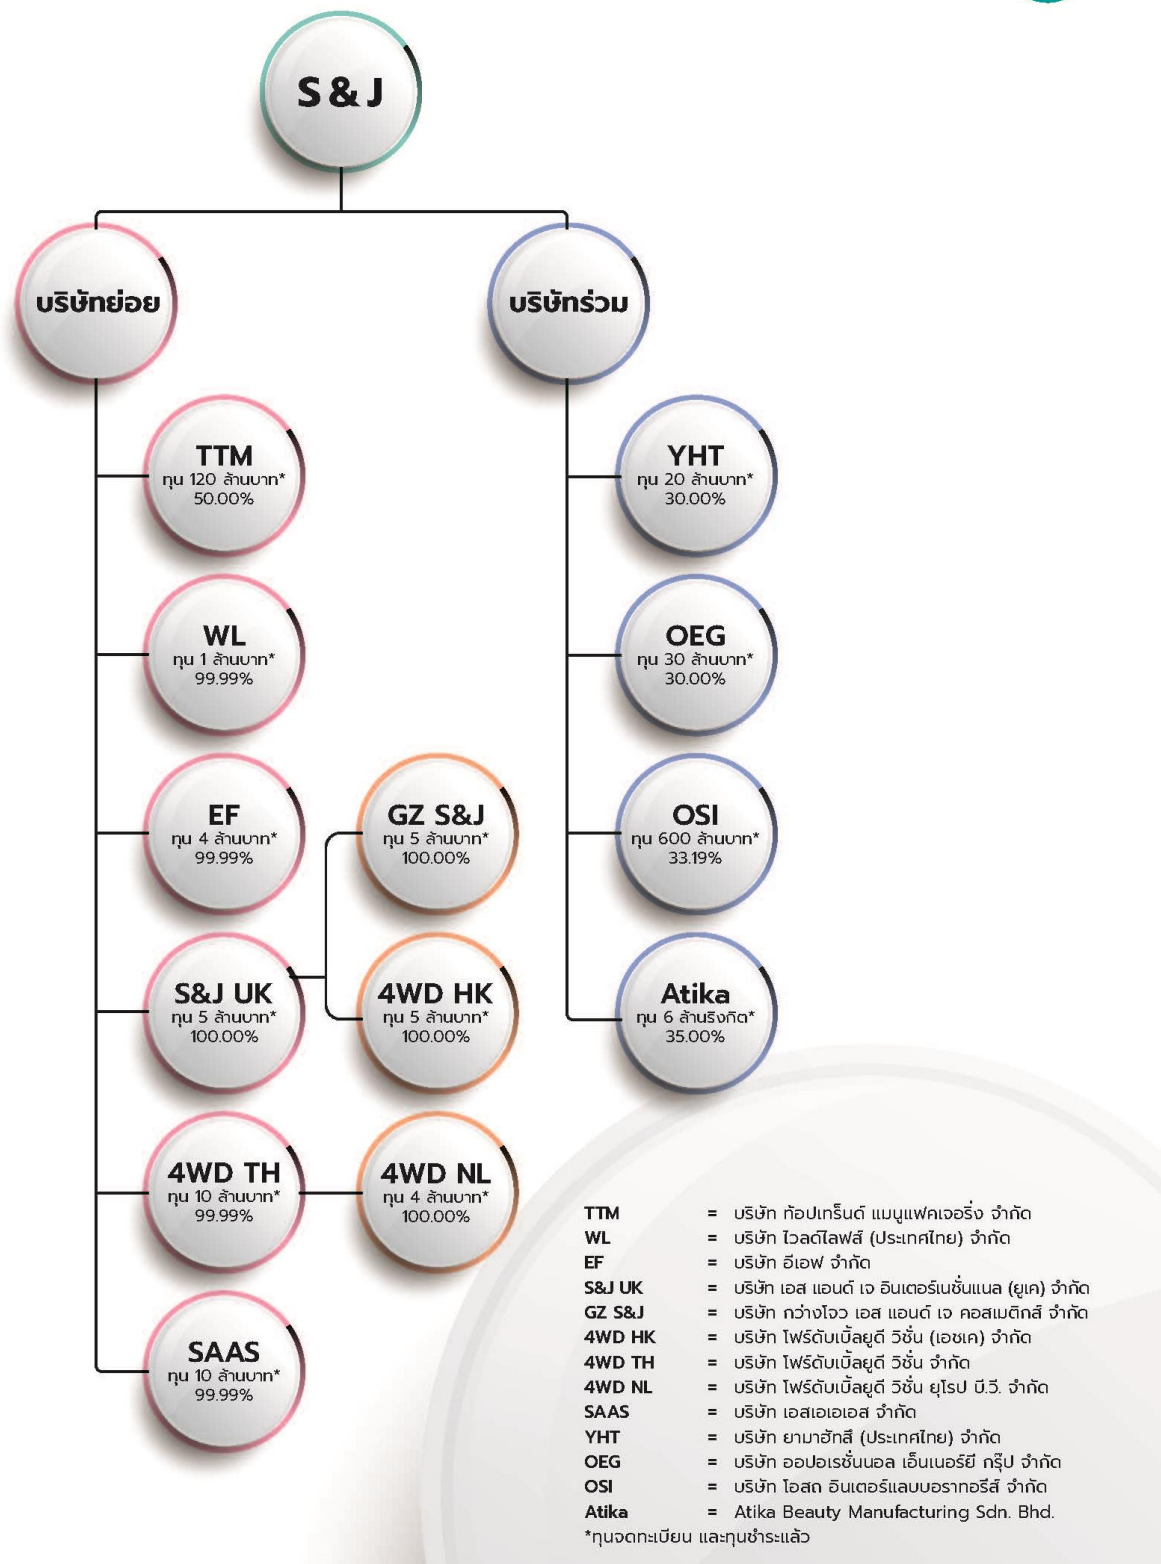 S & J
บริษัทย่อย
บริษัทร่วม
TTM
ทุน 120 ล้านบาท*
50.00%
WL
ทุน 1 ล้านบาท*
99.99%
EF
ทุน 4 ล้านบาท*
99.99%
GZ S&J
ทุน 5 ล้านบาท*
100.00%
S&J UK
ทุน 5 ล้านบาท*
100.00%
4WD HK
ทุน 5 ล้านบาท*
100.00%
4WD TH
ทุน 10 ล้านบาท*
99.99%
4WD NL
ทุน 4 ล้านบาท*
100.00%
SAAS
ทุน 10 ล้านบาท*
99.99%
YHT
ทุน 20 ล้านบาท*
30.00%
OEG
ทุน 30 ล้านบาท*
30.00%
OSI
ทุน 600 ล้านบาท*
33.19%
Atika
ทุน 6 ล้านริงกิต*
35.00%
TTM = บริษัท ท้อปเทร็นด์ แมนูแฟคเจอริ่ง จำกัด
WL = บริษัท ไวลด์ไลฟส์ (ประเทศไทย) จำกัด
EF = บริษัท อีเอฟ จำกัด
S&J UK = บริษัท เอส แอนด์ เจ อินเตอร์เนชั่นแนล (ยูเค) จำกัด
GZ S&J = บริษัท กว่างโจว เอส แอนด์ เจ คอสเมติกส์ จำกัด
4WD HK = บริษัท โฟร์ดับเบิ้ลยูดี วิชั่น (เอชเค) จำกัด
4WD TH = บริษัท โฟร์ดับเบิ้ลยูดี วิชั่น จำกัด
4WD NL = บริษัท โฟร์ดับเบิ้ลยูดี วิชั่น ยุโรป บี.วี. จำกัด
SAAS = บริษัท เอสเอเอเอส จำกัด
YHT = บริษัท ยามาฮัทสึ (ประเทศไทย) จำกัด
OEG = บริษัท ออปอเรชั่นนอล เอ็นเนอร์ยี กรุ๊ป จำกัด
OSI = บริษัท โอสถ อินเตอร์แลบบอราทอรีส์ จำกัด
Atika = Atika Beauty Manufacturing Sdn. Bhd.
*ทุนจดทะเบียน และทุนชำระแล้ว